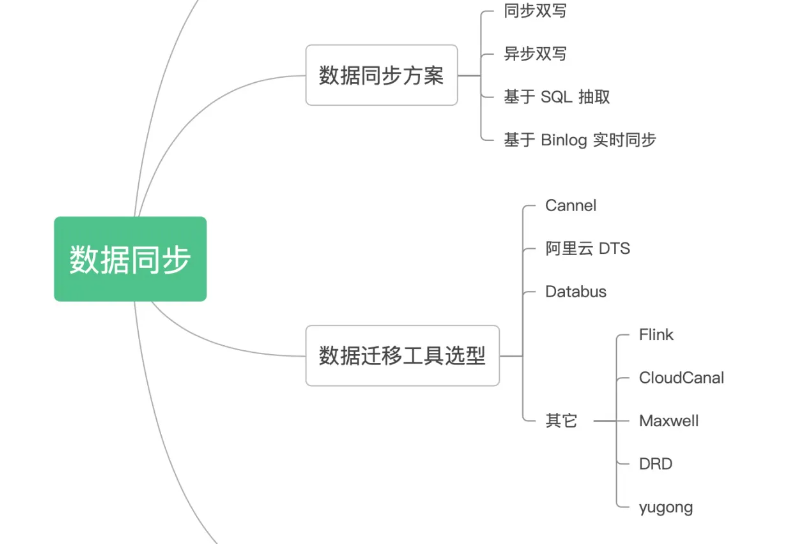 数据同步
数据同步方案
同步双写
异步双写
基于 SQL 抽取
基于 Binlog 实时同步
数据迁移工具选型
Cannel
阿里云 DTS
Databus
其它
Flink
CloudCanal
Maxwell
DRD
yugong